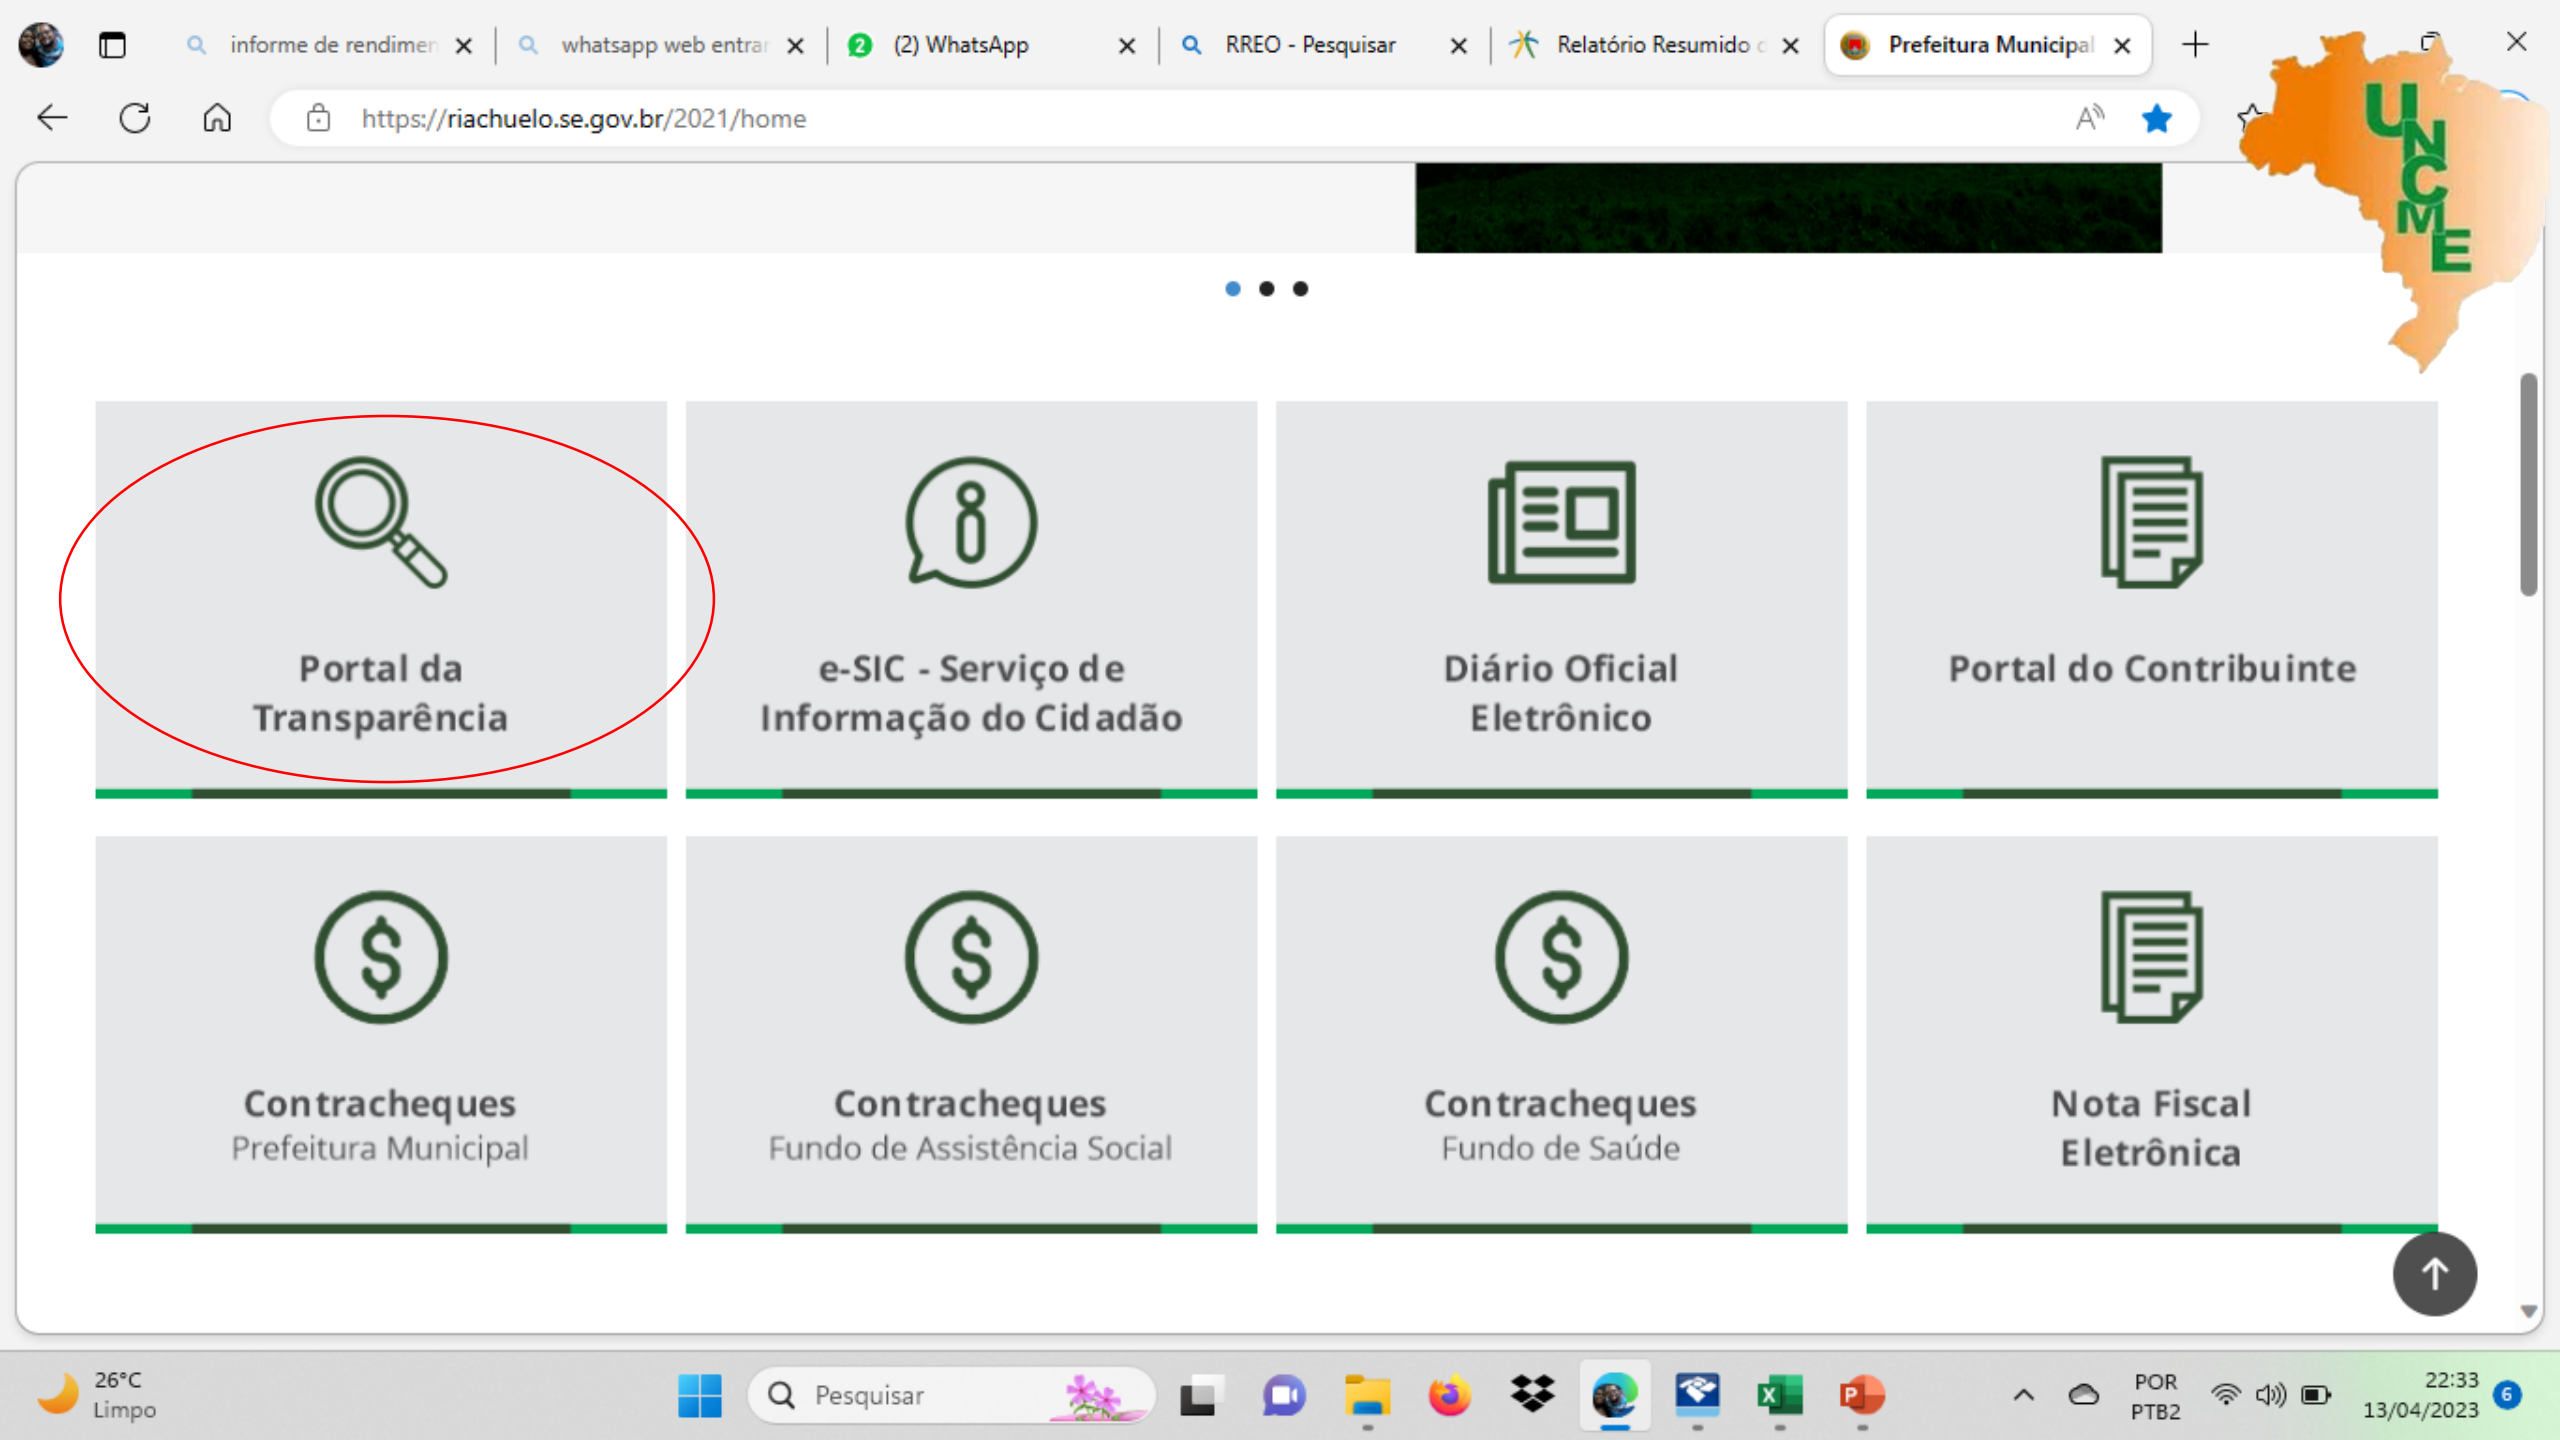 informe de rendimen
whatsapp web entrar
2
(2) WhatsApp
RREO - Pesquisar
Relatório Resumido
Prefeitura Municipal
https://riachuelo.se.gov.br/2021/home
UNCME
Portal da
Transparência
e-SIC - Serviço de
Informação do Cidadão
Diário Oficial
Eletrônico
Portal do Contribuinte
Contracheques
Prefeitura Municipal
Contracheques
Fundo de Assistência Social
Contracheques
Fundo de Saúde
Nota Fiscal
Eletrônica
26°C
Limpo
Pesquisar
POR
PTB2
22:33
13/04/2023
6